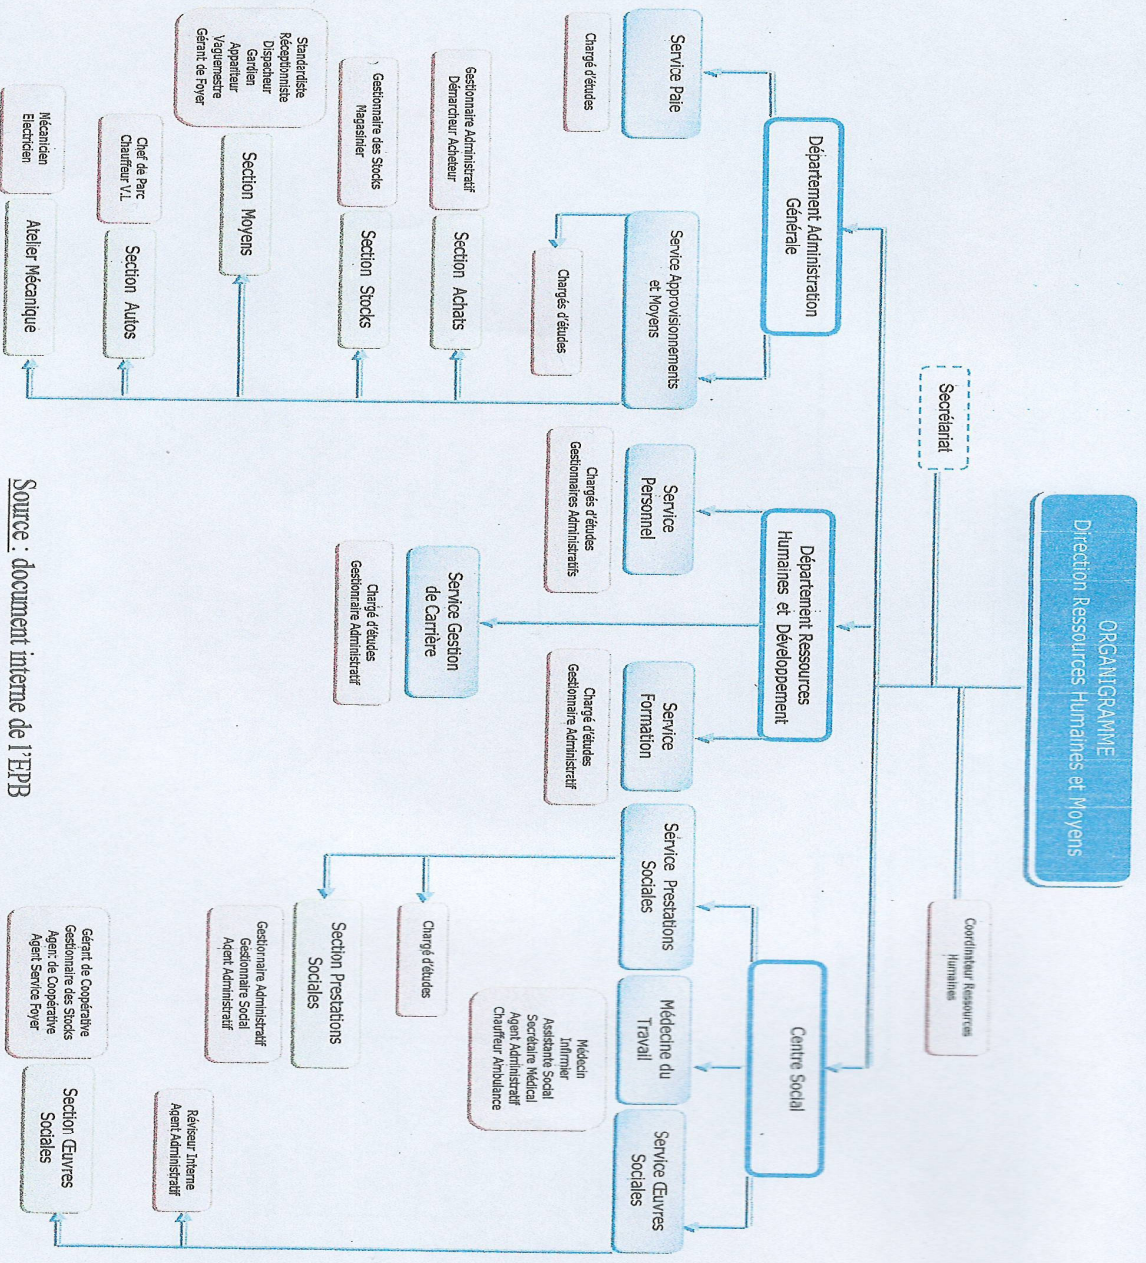 ORGANIGRAMME
Direction Ressources Humaines et Moyens
Secrétariat
Coordinateur Ressources
Humaines
Département Administration
Générale
Département Ressources
Humaines et Développement
Centre Social
Service Paie
Service Approvisionnements
et Moyens
Service
Personnel
Service
Formation
Sérvice Prestations
Sociales
Médecine du
Travail
Service Œuvres
Sociales
Chargé d'études
Chargés d'études
Chargés d'études
Gestionnaires Administratifs
Chargé d'études
Gestionnaire Administratif
Médecin
Infirmier
Assistante Social
Secrétaire Médical
Agent Administratif
Chauffeur Ambulance
Gestionnaire Administratif
Démarcheur Acheteur
Section Achats
Service Gestion
de Carrière
Chargé d'études
Gestionnaire des Stocks
Magasinier
Section Stocks
Chargé d'études
Gestionnaire Administratif
Section Prestations
Sociales
Gestionnaire Administratif
Gestionnaire Social
Agent Administratif
Standardiste
Réceptionniste
Dispacheur
Gardien
Appariteur
Vaguemestre
Gérant de Foyer
Section Moyens
Réviseur Interne
Agent Administratif
Chef de Parc
Chauffeur V.L
Section Autos
Gérant de Coopérative
Gestionnaire des Stocks
Agent de Coopérative
Agent Service Foyer
Section Œuvres
Sociales
Mécanicien
Electricien
Atelier Mécanique
Source : document interne de l'EPB